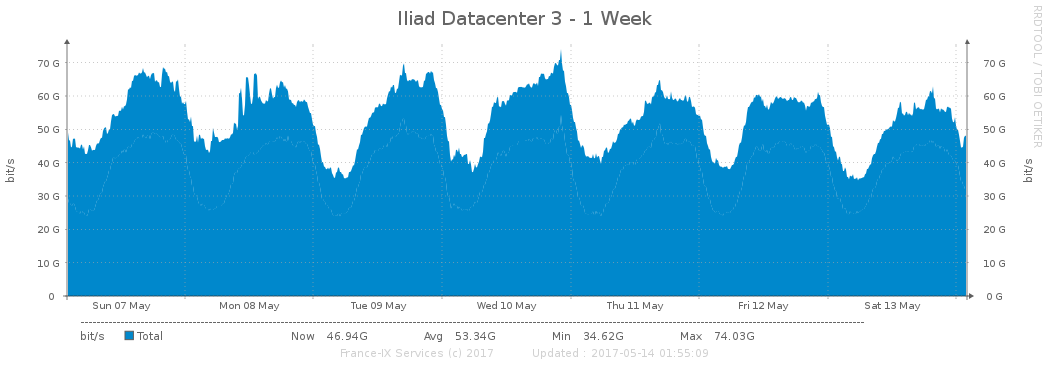 Iliad Datacenter 3 - 1 Week
RRDTOOL / TOBI OETIKER
bit/s
70 G 70 G
60 G 60 G
50 G 50 G
40 G 40 G
30 G 30 G
20 G 20 G
10 G 10 G
0 0 G
bit/s
Sun 07 May Mon 08 May Tue 09 May Wed 10 May Thu 11 May Fri 12 May Sat 13 May
bit/s Total Now 46.94G Avg 53.34G Min 34.62G Max 74.03G
France-IX Services (c) 2017 Updated : 2017-05-14 01:55:09